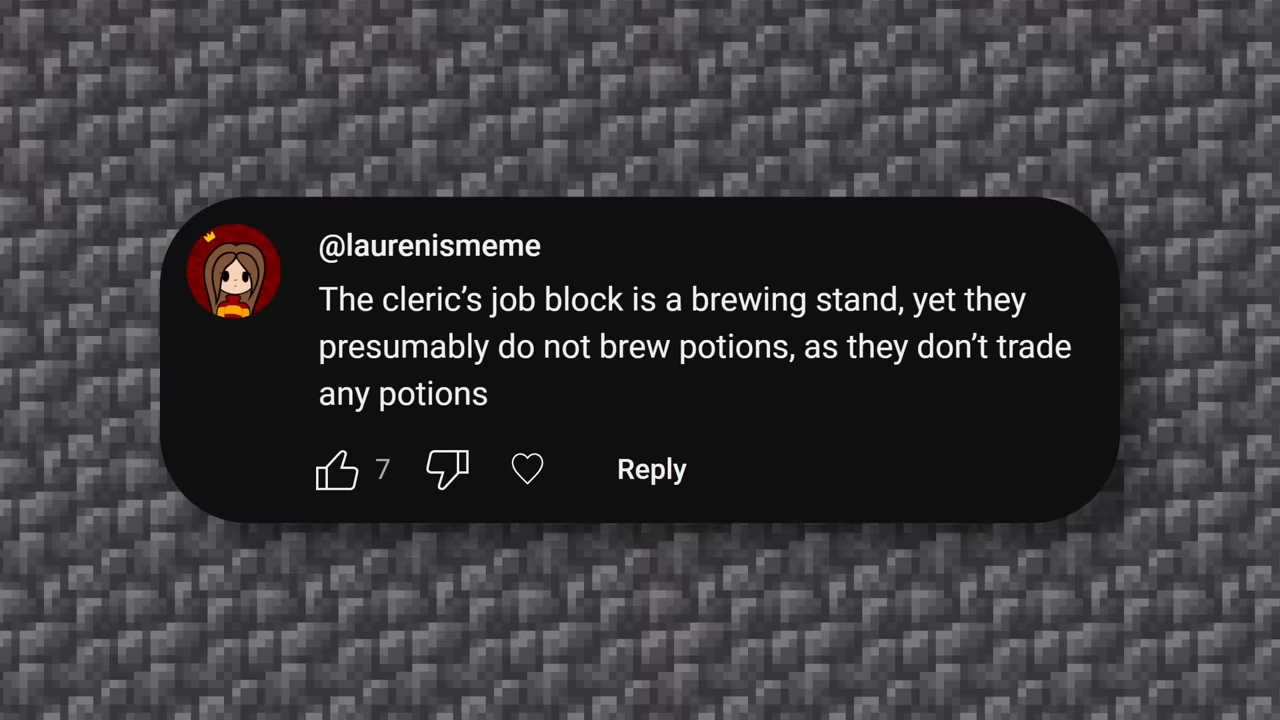 @laurenismeme
The cleric’s job block is a brewing stand, yet they
presumably do not brew potions, as they don’t trade
any potions
7
Reply